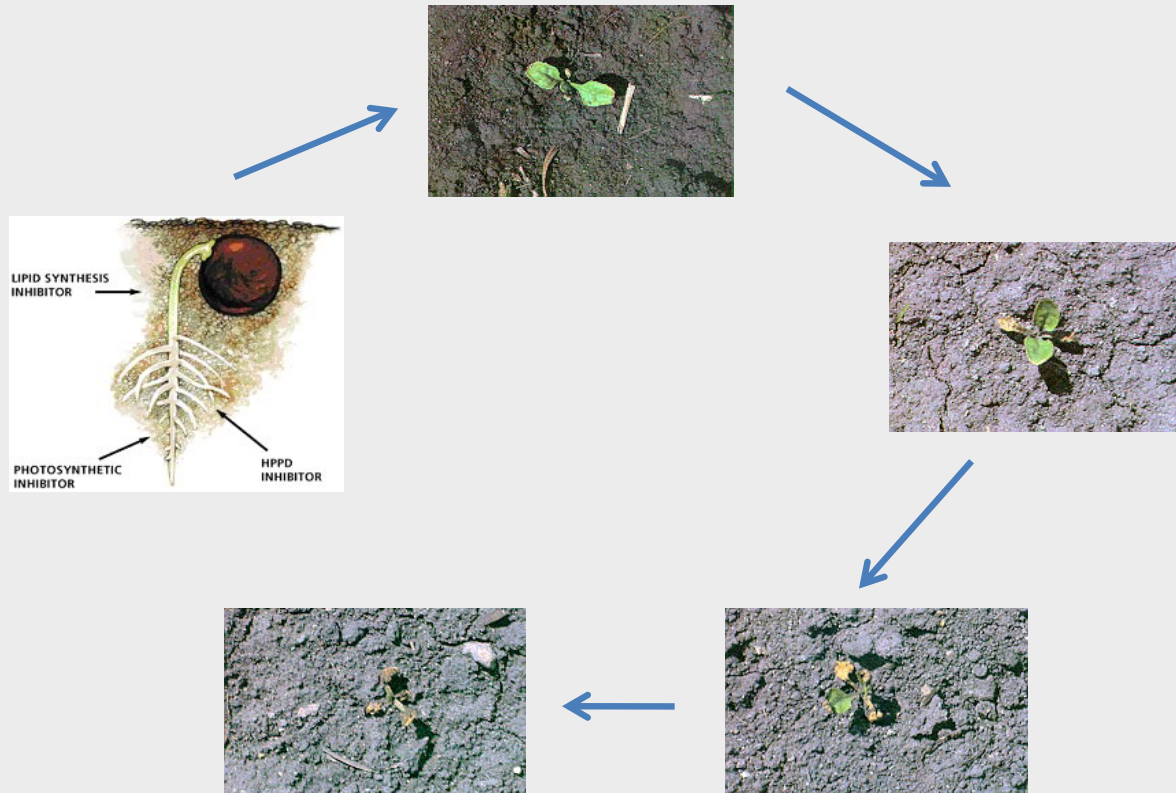 LIPID SYNTHESIS
INHIBITOR
PHOTOSYNTHETIC
INHIBITOR
HPPD
INHIBITOR